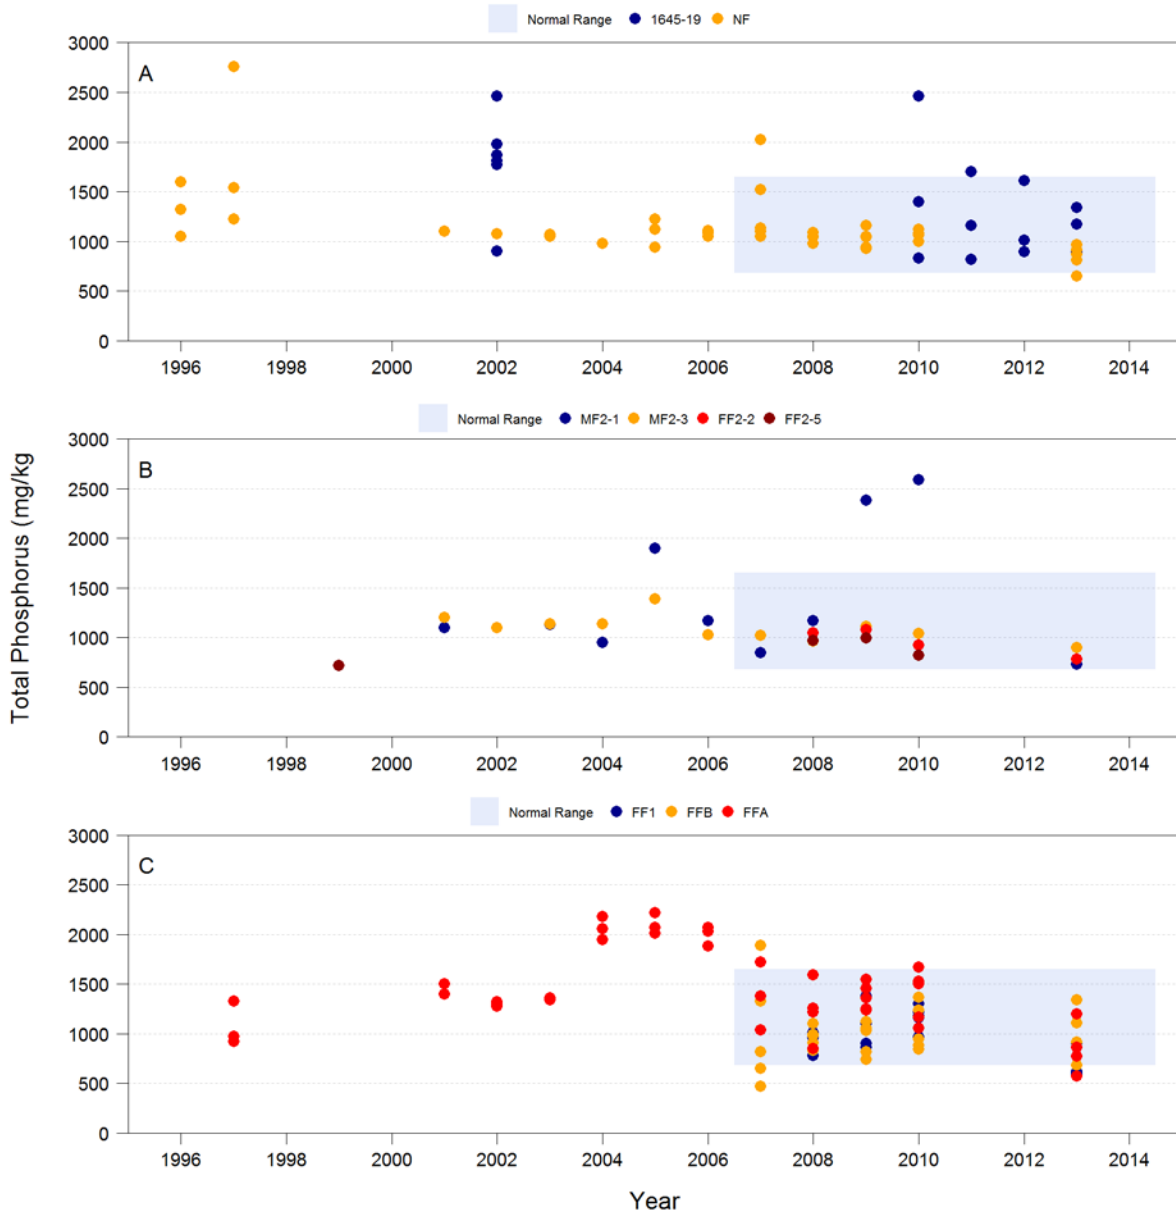 Normal Range 1645-19 NF
A
3000
2500
2000
1500
1000
500
0
1996 1998 2000 2002 2004 2006 2008 2010 2012 2014
Normal Range MF2-1 MF2-3 FF2-2 FF2-5
B
3000
2500
2000
1500
1000
500
0
1996 1998 2000 2002 2004 2006 2008 2010 2012 2014
Total Phosphorus (mg/kg)
Normal Range FF1 FFB FFA
C
3000
2500
2000
1500
1000
500
0
1996 1998 2000 2002 2004 2006 2008 2010 2012 2014
Year